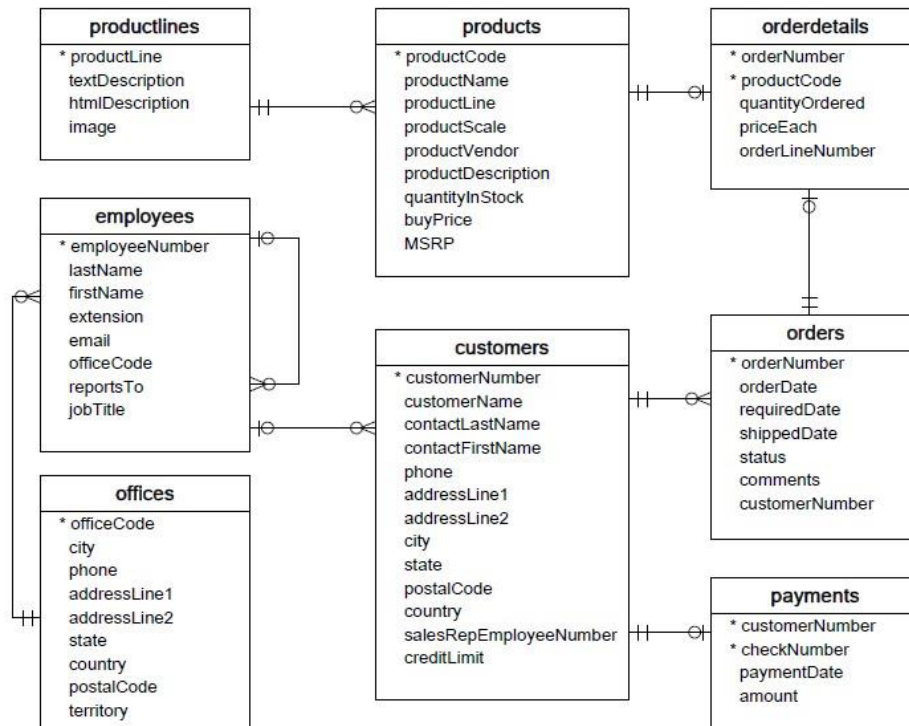 productlines
* productLine
textDescription
htmlDescription
image
products
* productCode
productName
productLine
productScale
productVendor
productDescription
quantityInStock
buyPrice
MSRP
orderdetails
* orderNumber
* productCode
quantityOrdered
priceEach
orderLineNumber
employees
* employeeNumber
lastName
firstName
extension
email
officeCode
reportsTo
jobTitle
customers
* customerNumber
customerName
contactLastName
contactFirstName
phone
addressLine1
addressLine2
city
state
postalCode
country
salesRepEmployeeNumber
creditLimit
orders
* orderNumber
orderDate
requiredDate
shippedDate
status
comments
customerNumber
offices
* officeCode
city
phone
addressLine1
addressLine2
state
country
postalCode
territory
payments
* customerNumber
* checkNumber
paymentDate
amount